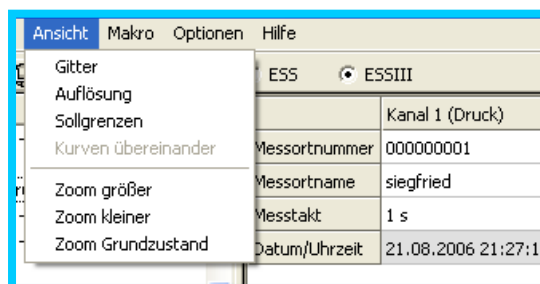 Ansicht Makro Optionen Hilfe
Gitter
Auflösung
Sollgrenzen
Kurven übereinander
Zoom größer
Zoom kleiner
Zoom Grundzustand
ESS ESSIII
Kanal 1 (Druck)
Messortnummer 000000001
Messortname siegfried
Messtakt 1 s
Datum/Uhrzeit 21.08.2006 21:27:1